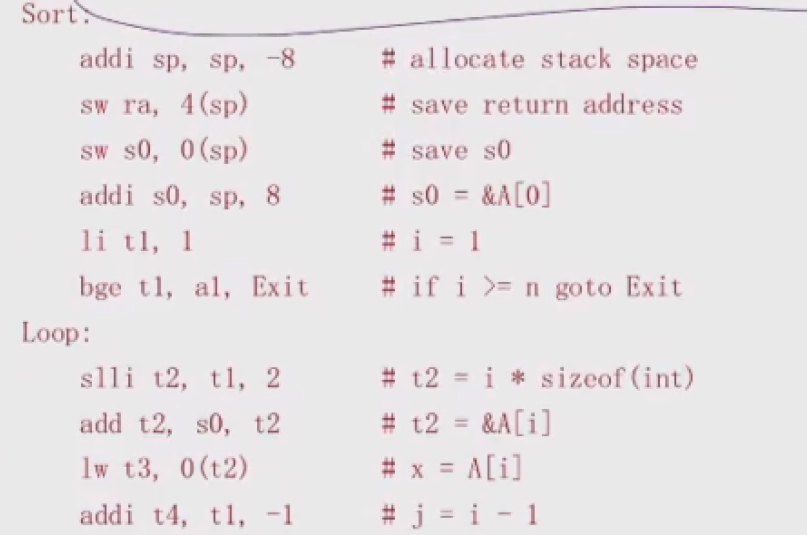 Sort:
addi sp, sp, -8 # allocate stack space
sw ra, 4(sp) # save return address
sw s0, 0(sp) # save s0
addi s0, sp, 8 # s0 = &A[0]
li t1, 1 # i = 1
bge t1, a1, Exit # if i >= n goto Exit
Loop:
slli t2, t1, 2 # t2 = i * sizeof(int)
add t2, s0, t2 # t2 = &A[i]
lw t3, 0(t2) # x = A[i]
addi t4, t1, -1 # j = i - 1